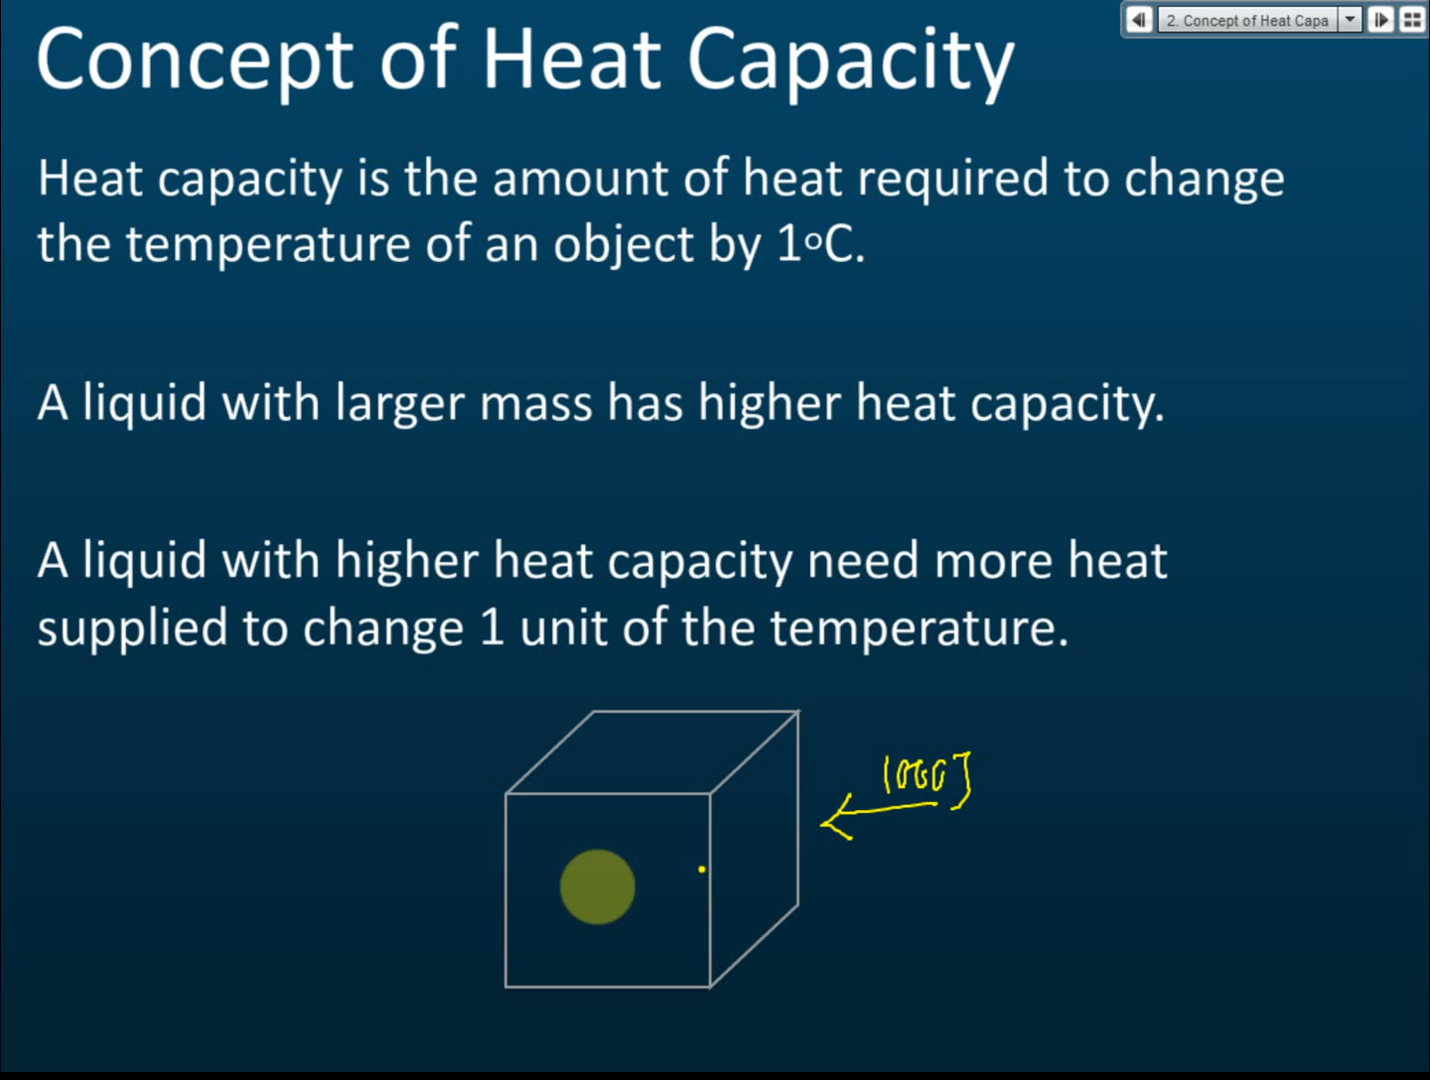 2. Concept of Heat Capa
Concept of Heat Capacity
Heat capacity is the amount of heat required to change
the temperature of an object by 1oC.
A liquid with larger mass has higher heat capacity.
A liquid with higher heat capacity need more heat
supplied to change 1 unit of the temperature.
1000J